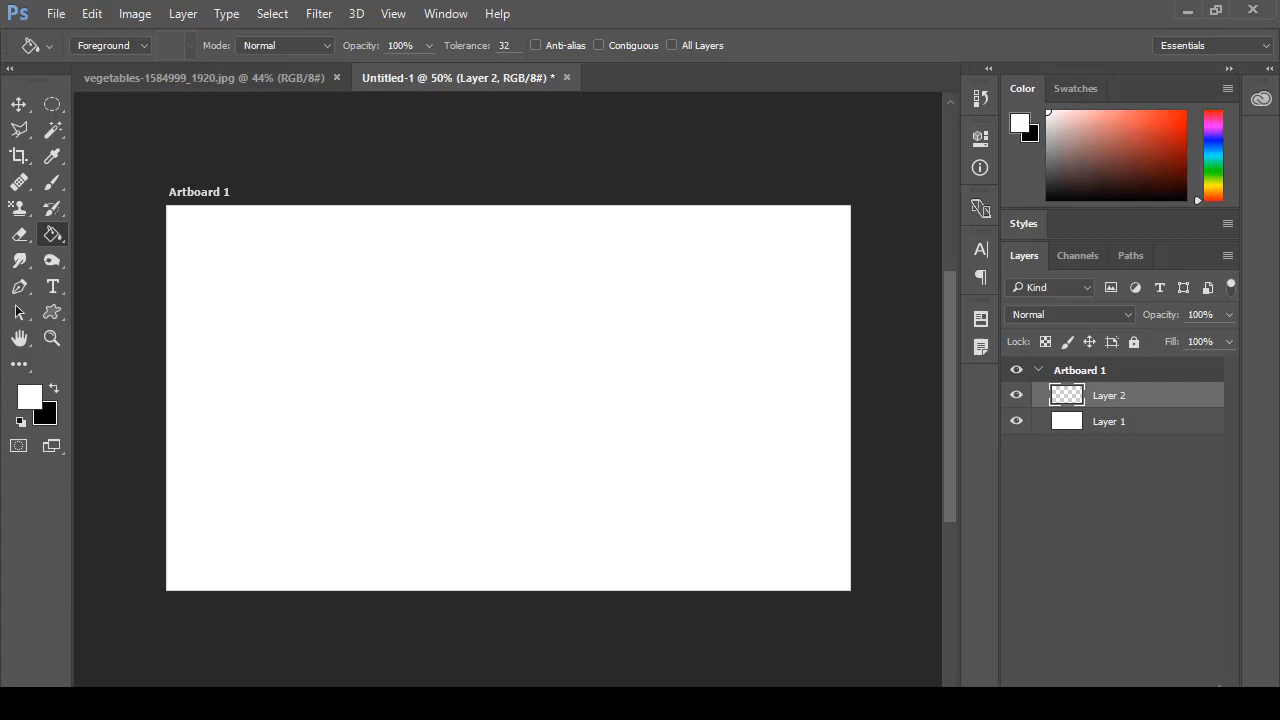 Ps File Edit Image Layer Type Select Filter 3D View Window Help
Foreground Mode: Normal Opacity: 100% Tolerance: 32 Anti-alias Contiguous All Layers Essentials
vegetables-1584999_1920.jpg @ 44% (RGB/8#) × Untitled-1 @ 50% (Layer 2, RGB/8#) * ×
Color Swatches
Artboard 1
Styles
Layers Channels Paths
Kind
Normal Opacity: 100%
Lock: Fill: 100%
Artboard 1
Layer 2
Layer 1